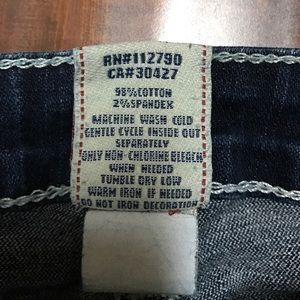 RN#112790
CA#30427
98%COTTON
2%SPANDEX
MACHINE WASH COLD
GENTLE CYCLE INSIDE OUT
SEPARATELY
ONLY NON-CHLORINE BLEACH
WHEN NEEDED
TUMBLE DRY LOW
WARM IRON IF NEEDED
DO NOT IRON DECORATION